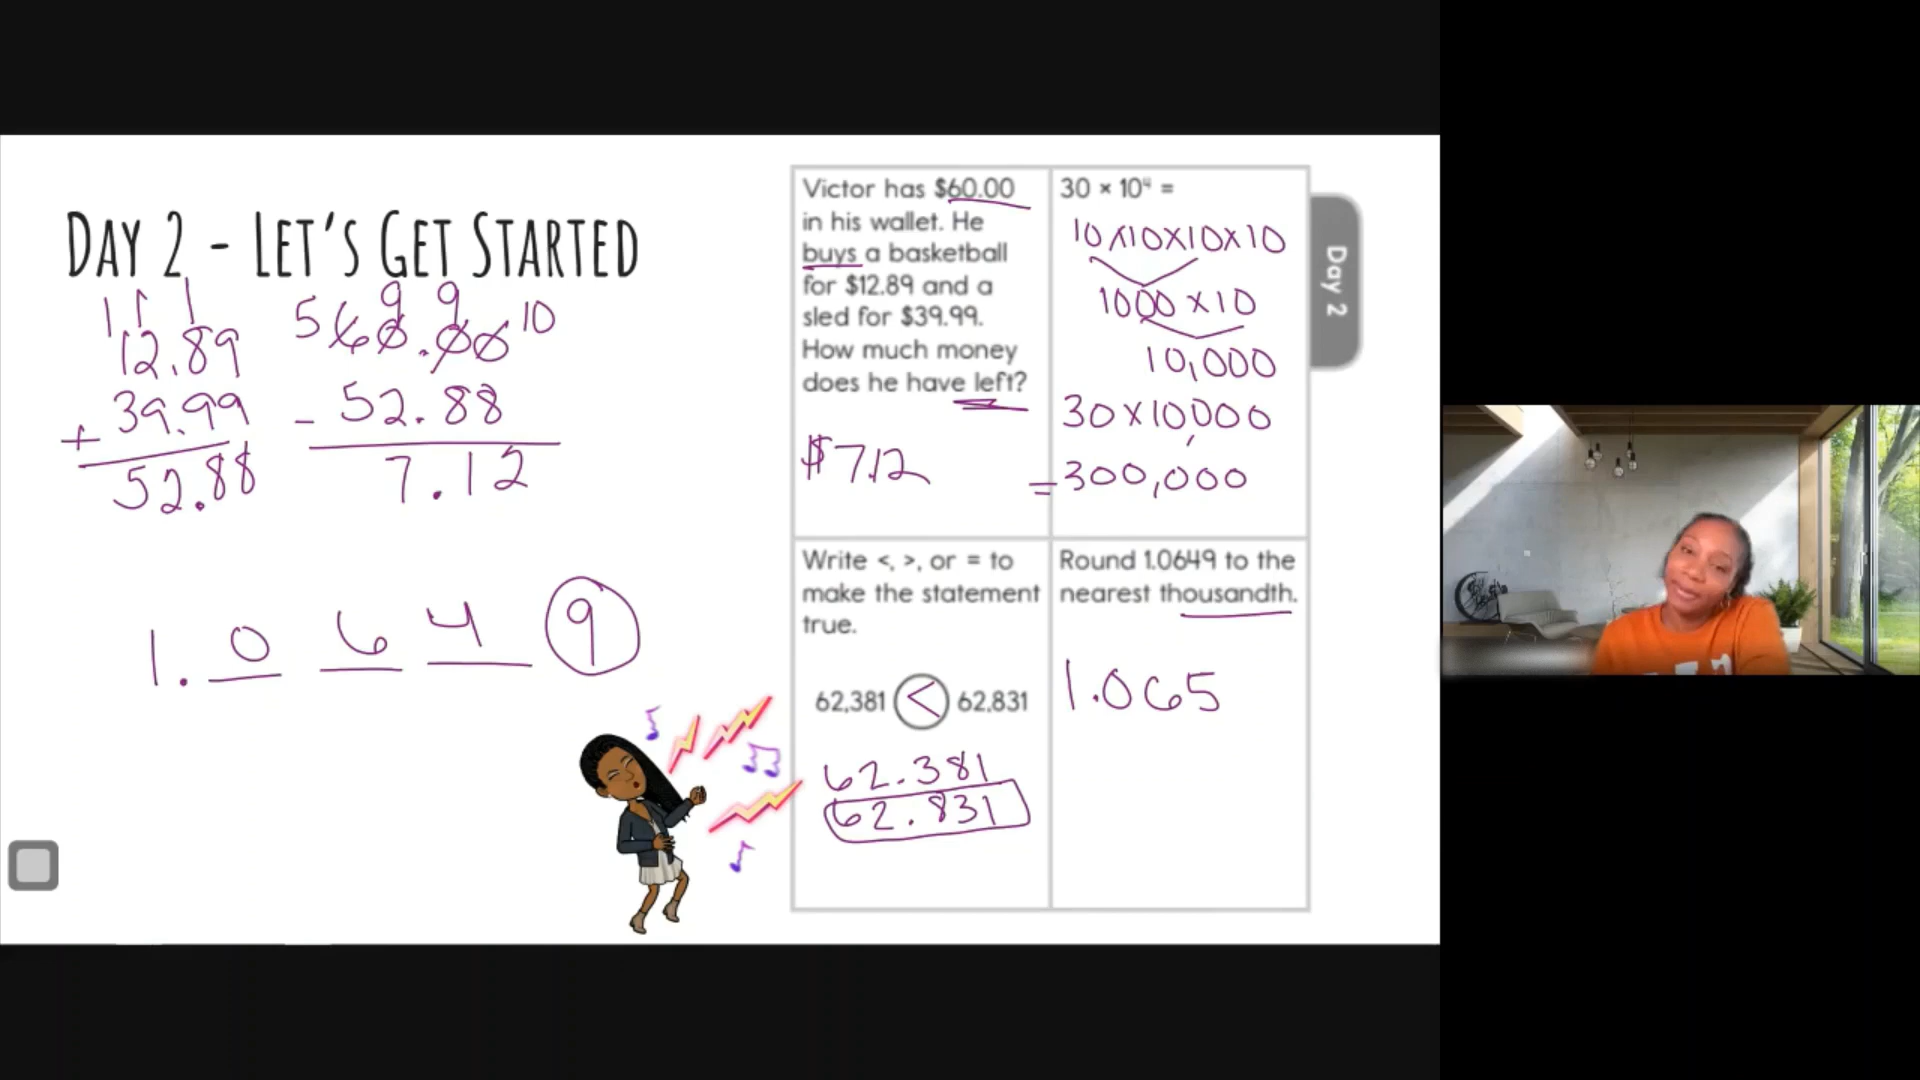 DAY 2 - LET'S GET STARTED
1 1 1
12.89
+ 39.99
52.88
5 9 9 10
60.00
- 52.88
7.12
1. 0 6 4 9
Victor has $60.00
in his wallet. He
buys a basketball
for $12.89 and a
sled for $39.99.
How much money
does he have left?
$7.12
30 × 10⁴ =
10x10x10x10
1000 x 10
10,000
30 x 10,000
= 300,000
Write <, >, or = to
make the statement
true.
62,381 < 62,831
62.381
62.831
Round 1.0649 to the
nearest thousandth.
1.065
Day 2